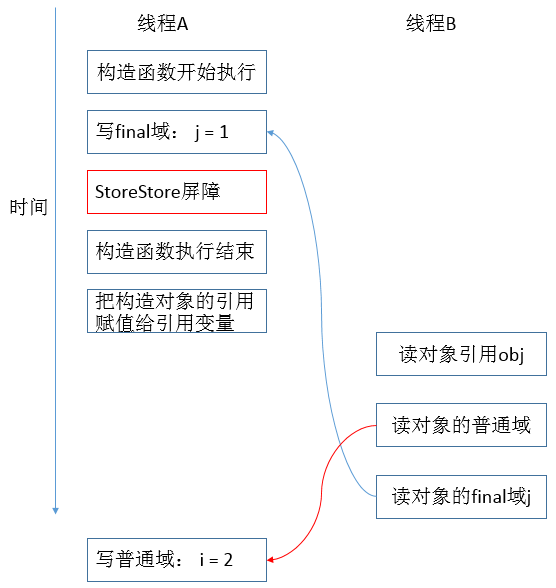 线程A
线程B
构造函数开始执行
写final域： j = 1
StoreStore屏障
时间
构造函数执行结束
把构造对象的引用
赋值给引用变量
读对象引用obj
读对象的普通域
读对象的final域j
写普通域： i = 2